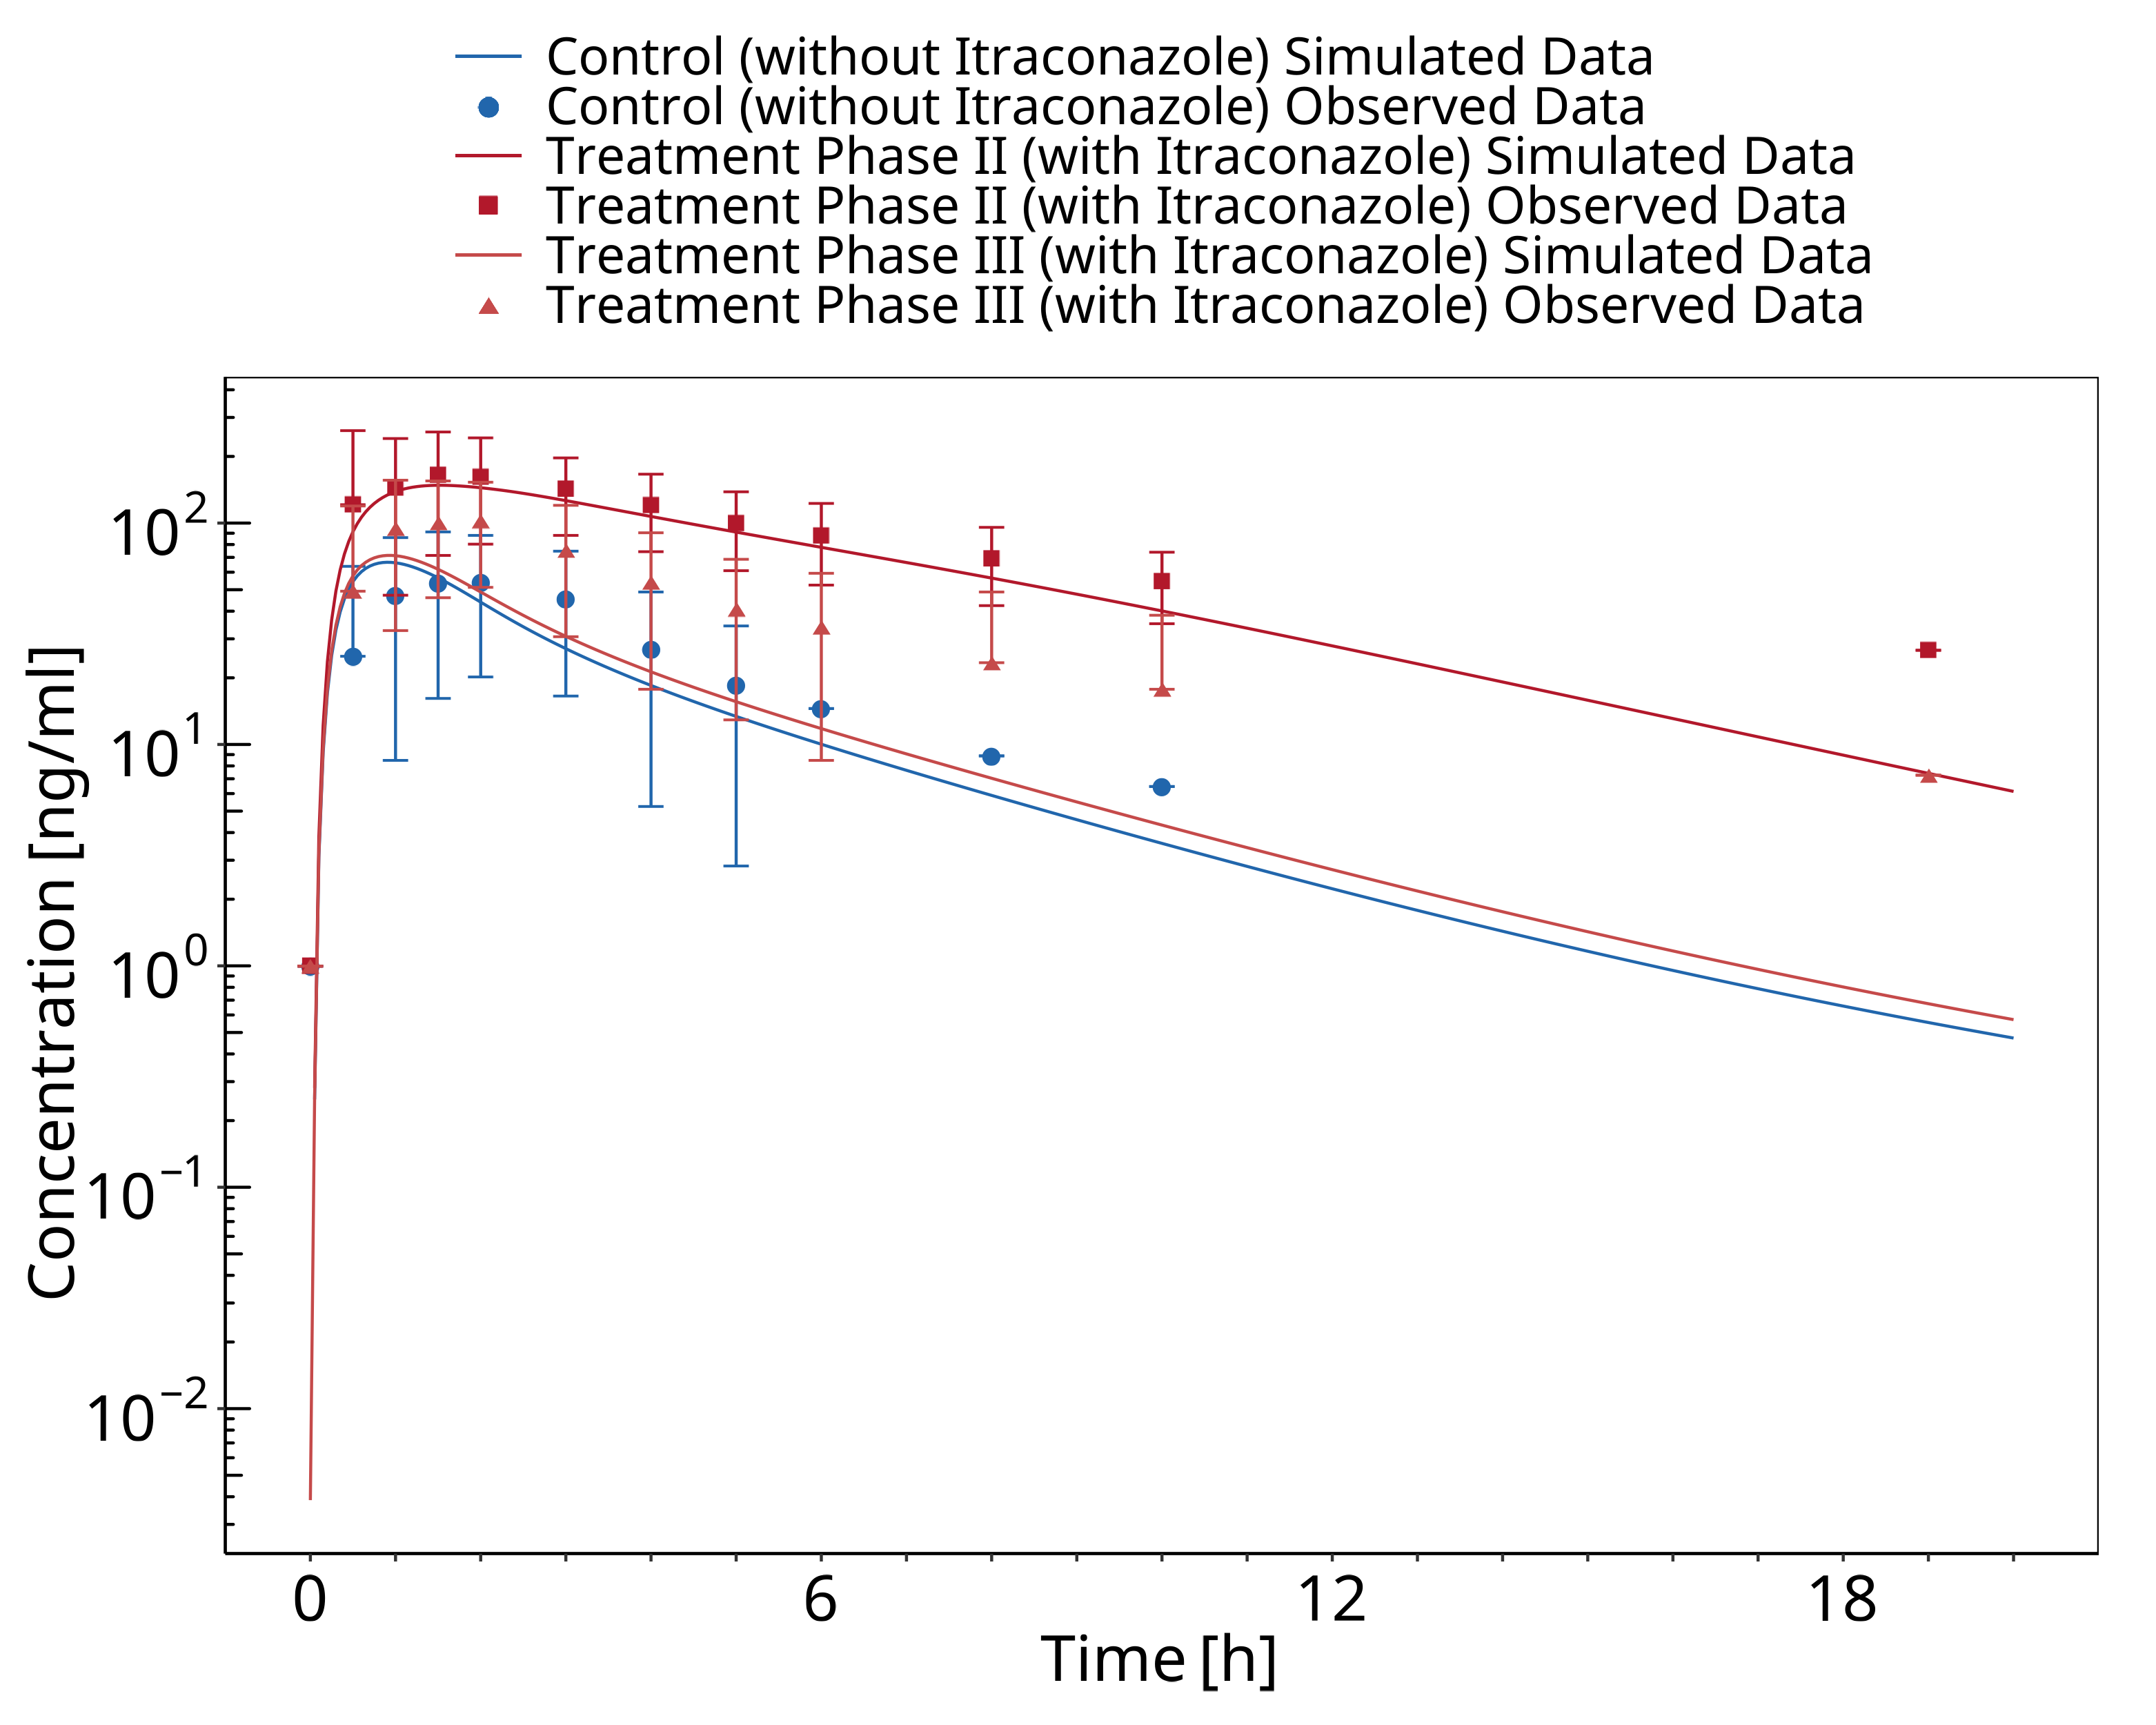 Control (without Itraconazole) Simulated Data
Control (without Itraconazole) Observed Data
Treatment Phase II (with Itraconazole) Simulated Data
Treatment Phase II (with Itraconazole) Observed Data
Treatment Phase III (with Itraconazole) Simulated Data
Treatment Phase III (with Itraconazole) Observed Data
Concentration [ng/ml]
10²
10¹
10⁰
10⁻¹
10⁻²
0 6 12 18
Time [h]